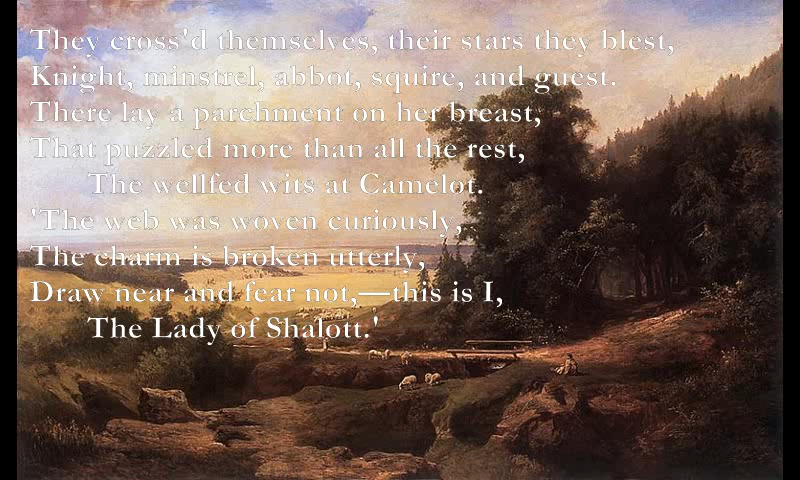 They cross'd themselves, their stars they blest,
Knight, minstrel, abbot, squire, and guest.
There lay a parchment on her breast,
That puzzled more than all the rest,
The wellfed wits at Camelot.
'The web was woven curiously,
The charm is broken utterly,
Draw near and fear not,—this is I,
The Lady of Shalott.'